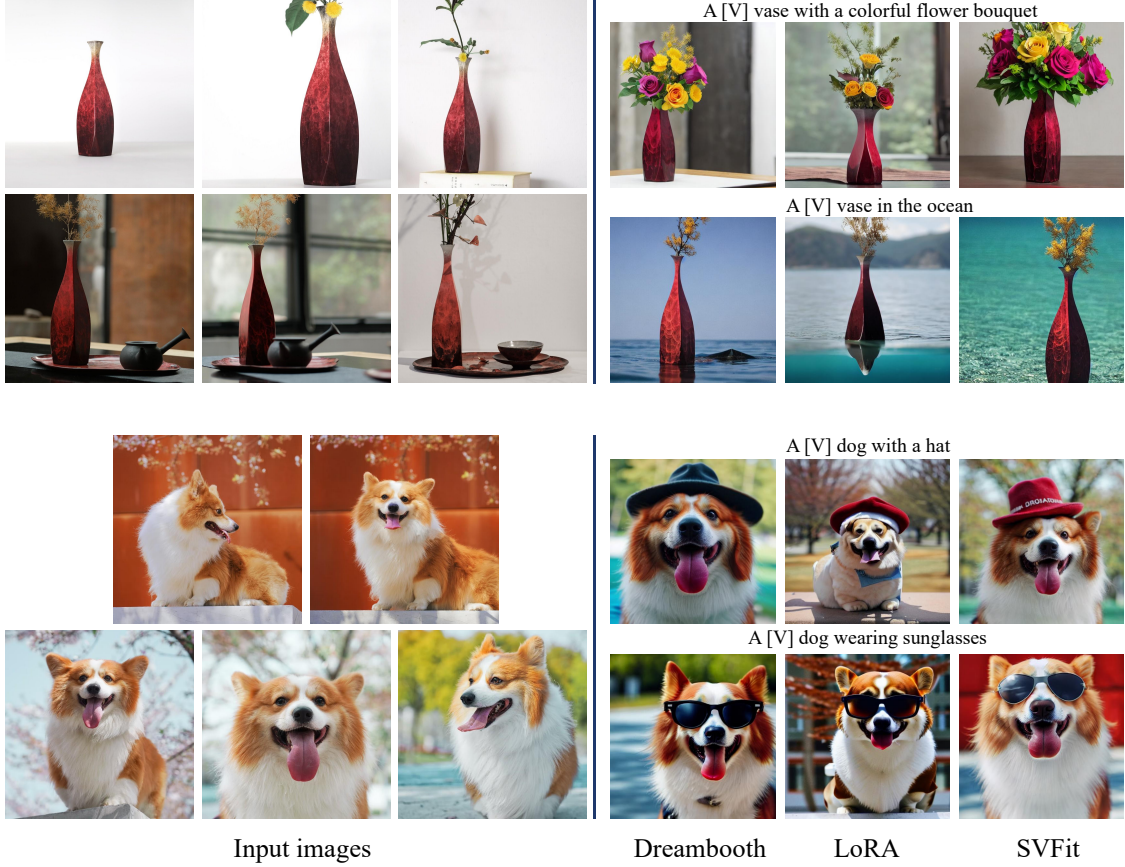 A [V] vase with a colorful flower bouquet
A [V] vase in the ocean
A [V] dog with a hat
A [V] dog wearing sunglasses
Input images
Dreambooth
LoRA
SVFit